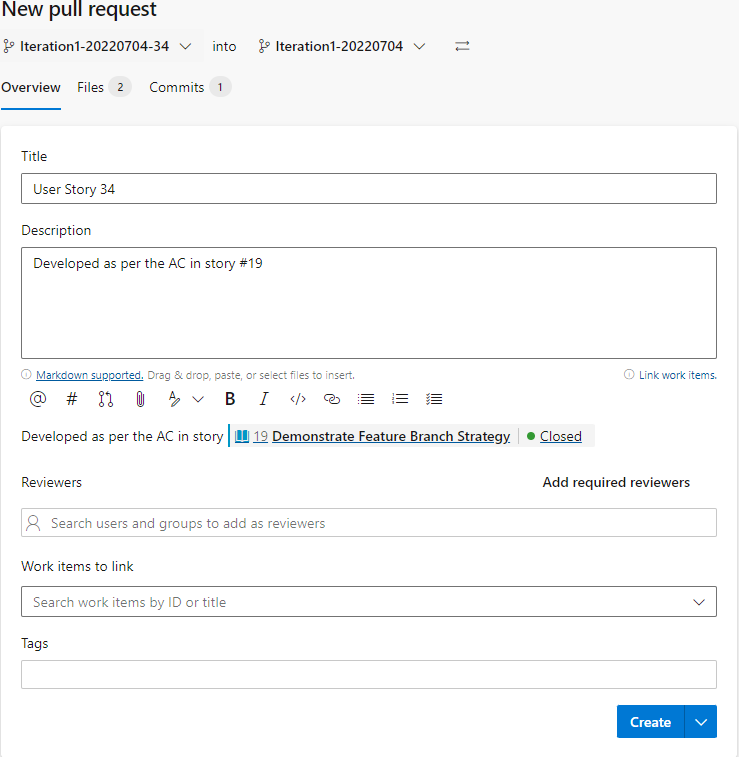 New pull request
Iteration1-20220704-34 into Iteration1-20220704
Overview Files 2 Commits 1
Title
User Story 34
Description
Developed as per the AC in story #19
Markdown supported. Drag & drop, paste, or select files to insert. Link work items.
@ # B I </>
Developed as per the AC in story 19 Demonstrate Feature Branch Strategy Closed
Reviewers Add required reviewers
Search users and groups to add as reviewers
Work items to link
Search work items by ID or title
Tags
Create